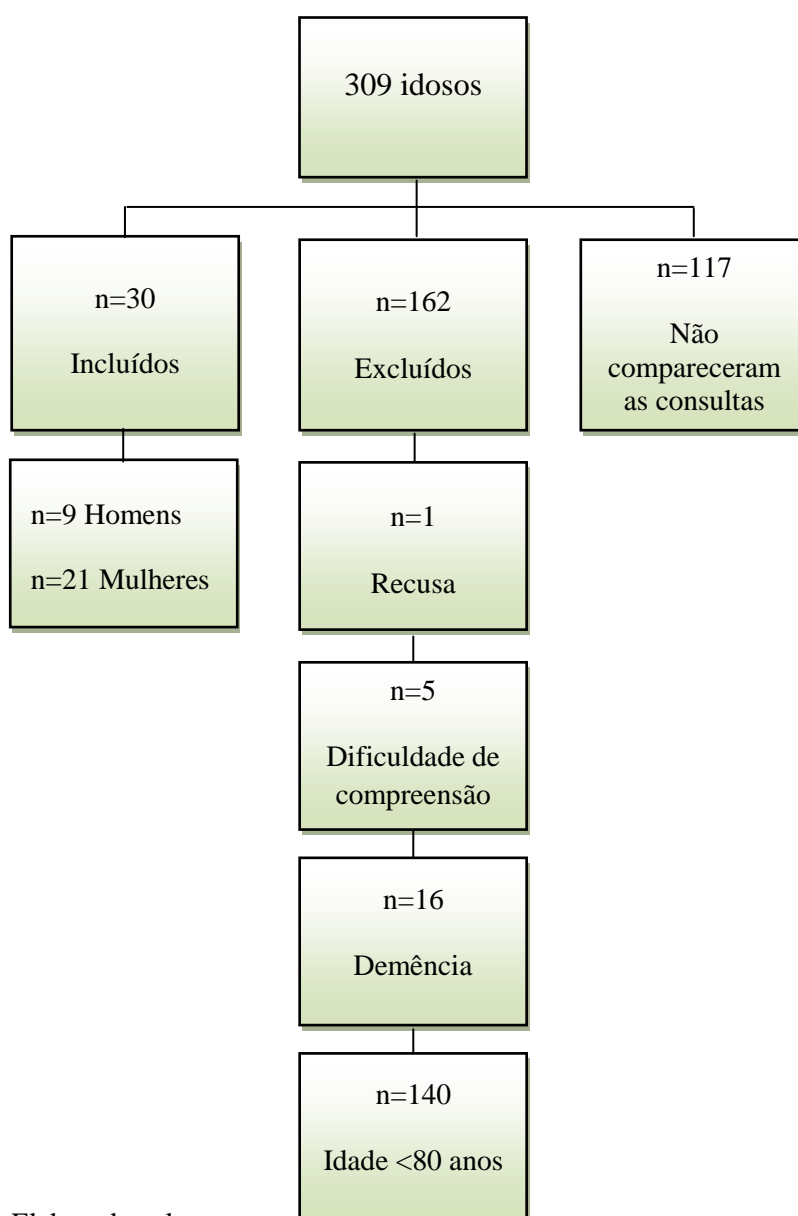 309 idosos
n=30
Incluídos
n=162
Excluídos
n=117
Não
compareceram
as consultas
n=9 Homens
n=21 Mulheres
n=1
Recusa
n=5
Dificuldade de
compreensão
n=16
Demência
n=140
Idade <80 anos